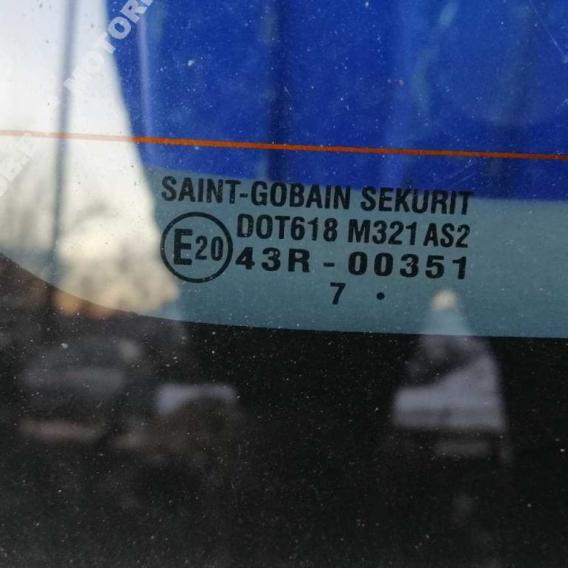 SAINT-GOBAIN SEKURIT
DOT618 M321 AS2
E20 43R - 00351
7 •